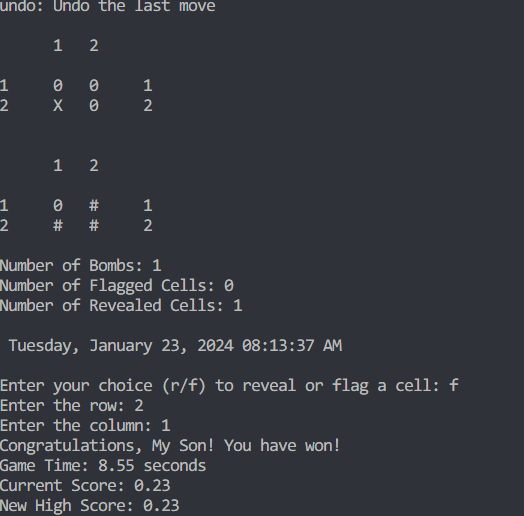 undo: Undo the last move
1 2
1 0 0 1
2 X 0 2
1 2
1 0 # 1
2 # # 2
Number of Bombs: 1
Number of Flagged Cells: 0
Number of Revealed Cells: 1
Tuesday, January 23, 2024 08:13:37 AM
Enter your choice (r/f) to reveal or flag a cell: f
Enter the row: 2
Enter the column: 1
Congratulations, My Son! You have won!
Game Time: 8.55 seconds
Current Score: 0.23
New High Score: 0.23